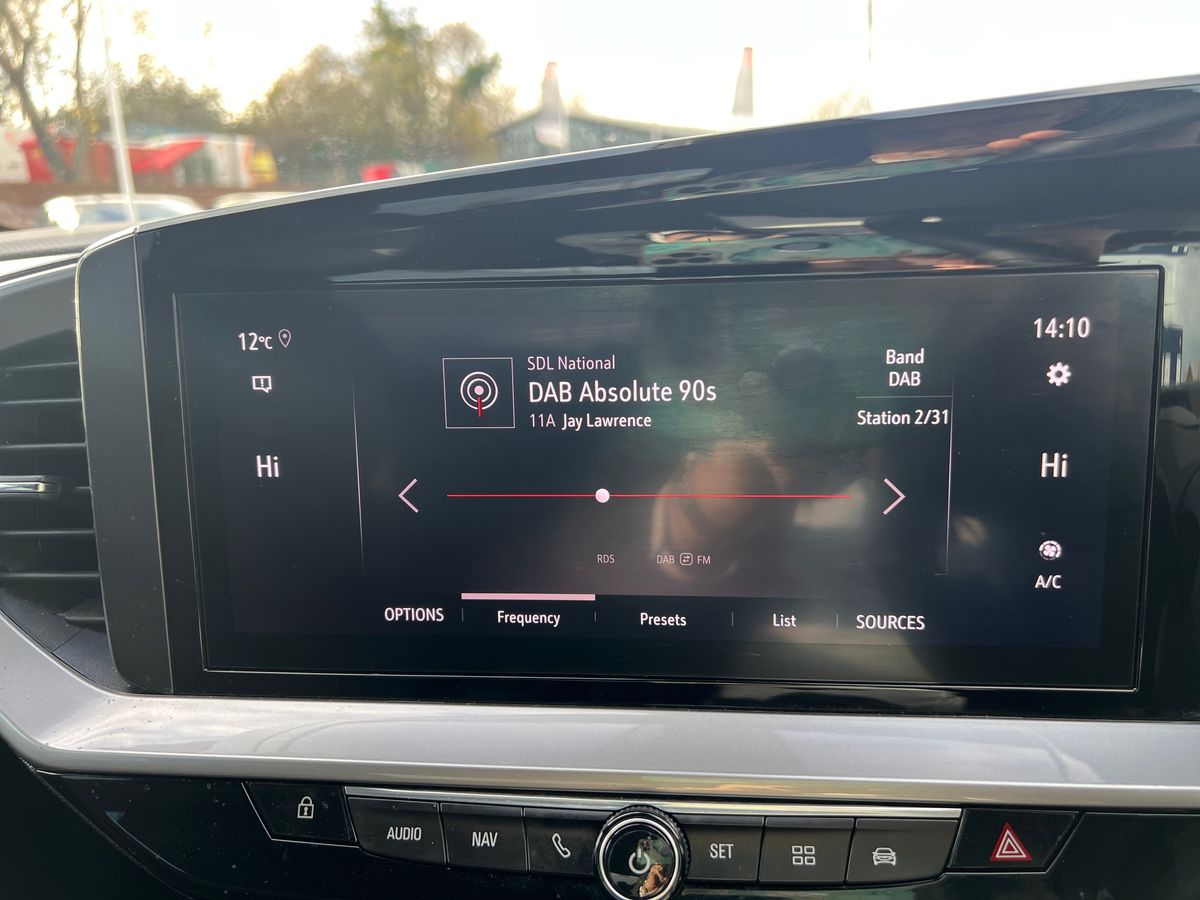 12°C
14:10
SDL National
DAB Absolute 90s
11A Jay Lawrence
Band
DAB
Station 2/31
Hi
Hi
RDS
DAB FM
A/C
OPTIONS
Frequency
Presets
List
SOURCES
AUDIO
NAV
SET